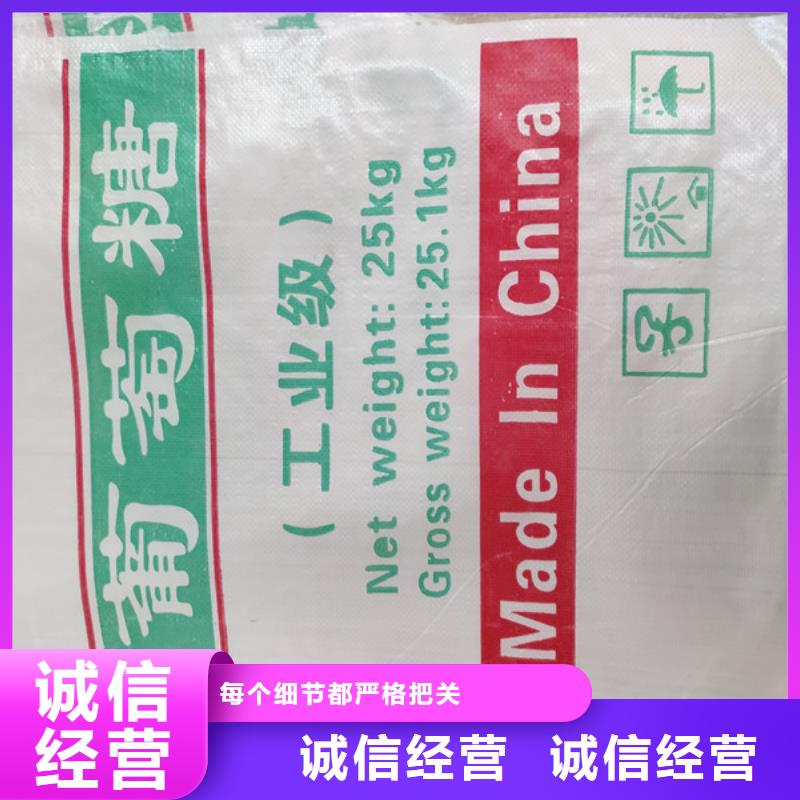 葡萄糖
（工业级）
Net weight: 25kg
Gross weight: 25.1kg
Made In China
诚信
经营
每个细节都严格把关
诚信经营 诚信经营